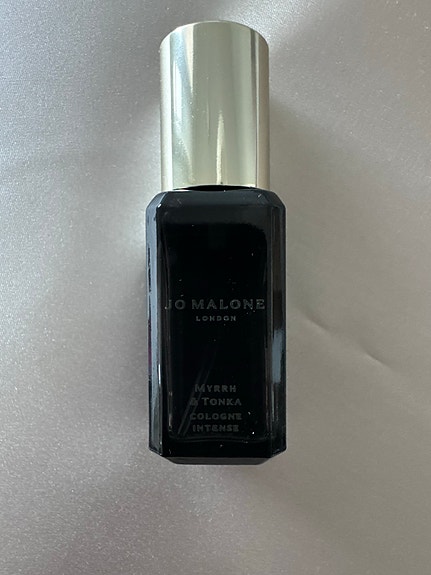 JO MALONE
LONDON
MYRRH
& TONKA
COLOGNE
INTENSE